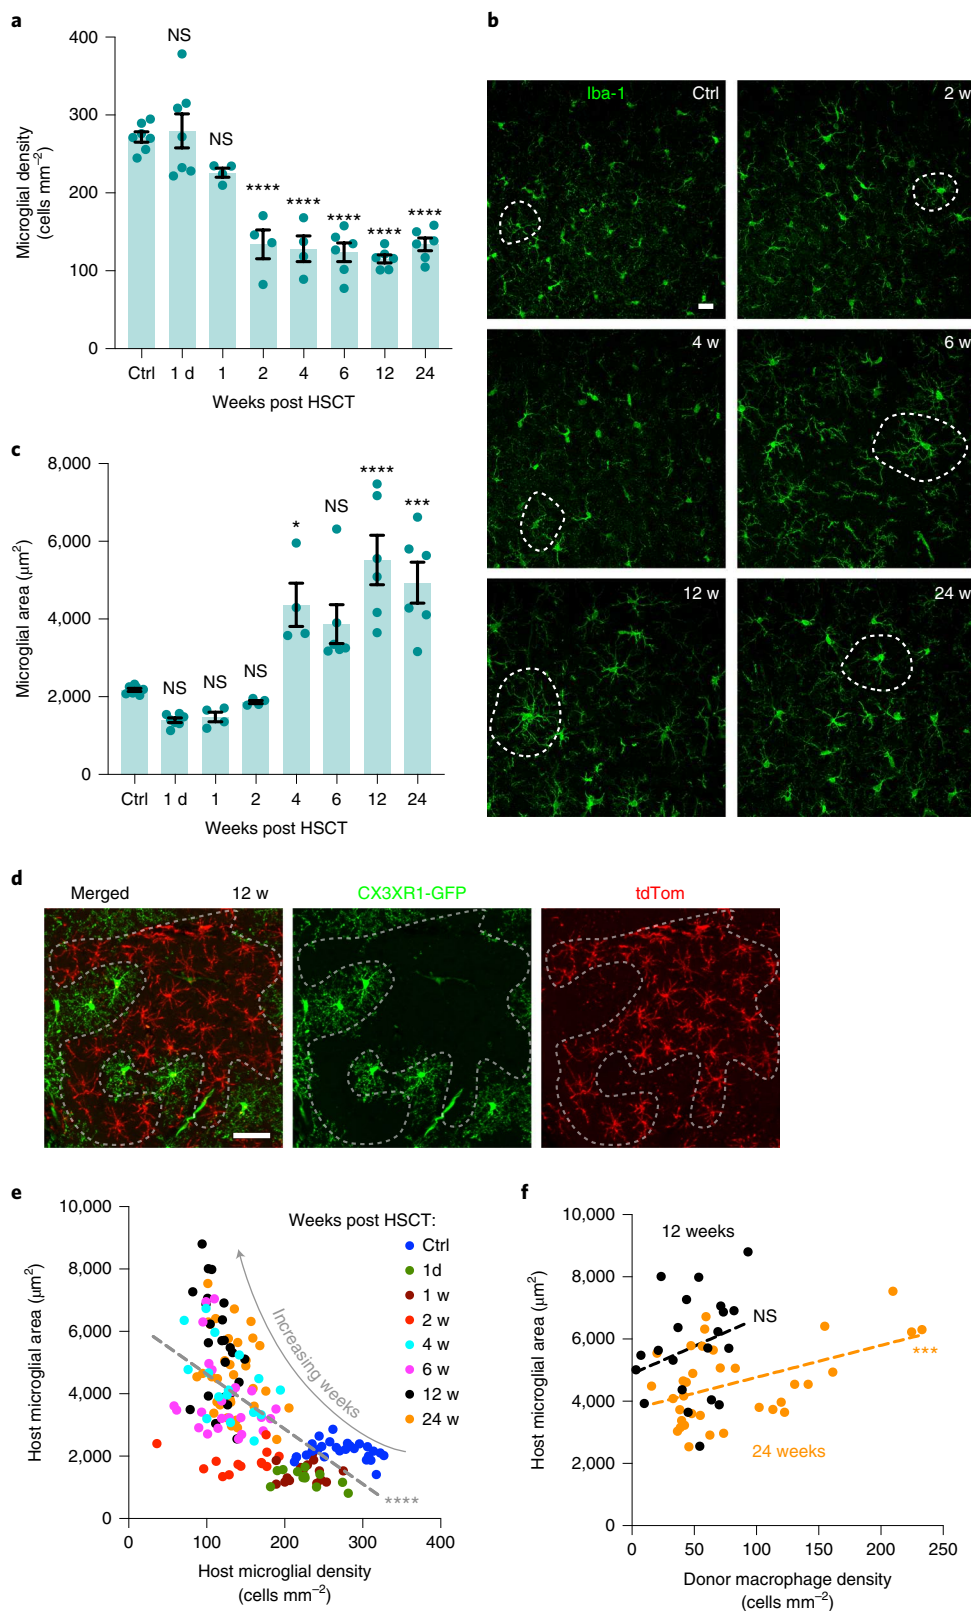 a
Microglial density
(cells mm⁻²)
400
300
200
100
0
NS
NS
****
****
****
****
****
Ctrl 1 d 1 2 4 6 12 24
Weeks post HSCT
b
Iba-1 Ctrl
2 w
4 w
6 w
12 w
24 w
c
Microglial area (μm²)
8,000
6,000
4,000
2,000
0
NS
NS
NS
*
NS
****
***
Ctrl 1 d 1 2 4 6 12 24
Weeks post HSCT
d
Merged 12 w
CX3XR1-GFP
tdTom
e
Host microglial area (μm²)
10,000
8,000
6,000
4,000
2,000
0
Weeks post HSCT:
Ctrl
1d
1 w
2 w
4 w
6 w
12 w
24 w
Increasing weeks
****
0 100 200 300 400
Host microglial density
(cells mm⁻²)
f
Host microglial area (μm²)
10,000
8,000
6,000
4,000
2,000
0
12 weeks
NS
***
24 weeks
0 50 100 150 200 250
Donor macrophage density
(cells mm⁻²)